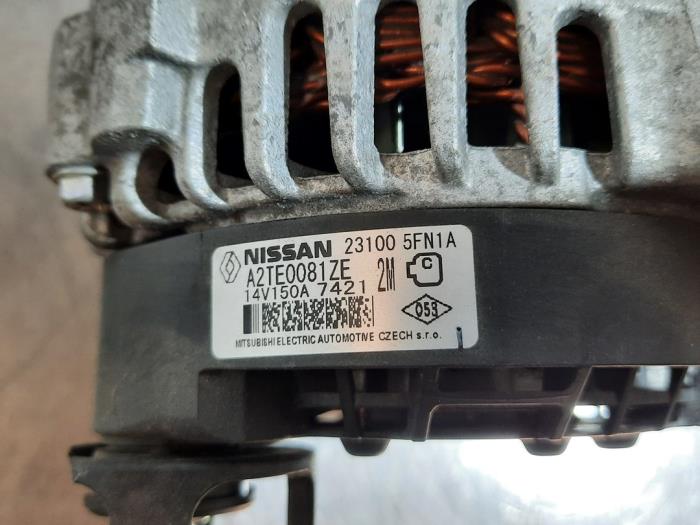 NISSAN 23100 5FN1A
A2TE0081ZE 2M C
14V150A 7421
053
MITSUBISHI ELECTRIC AUTOMOTIVE CZECH s.r.o.